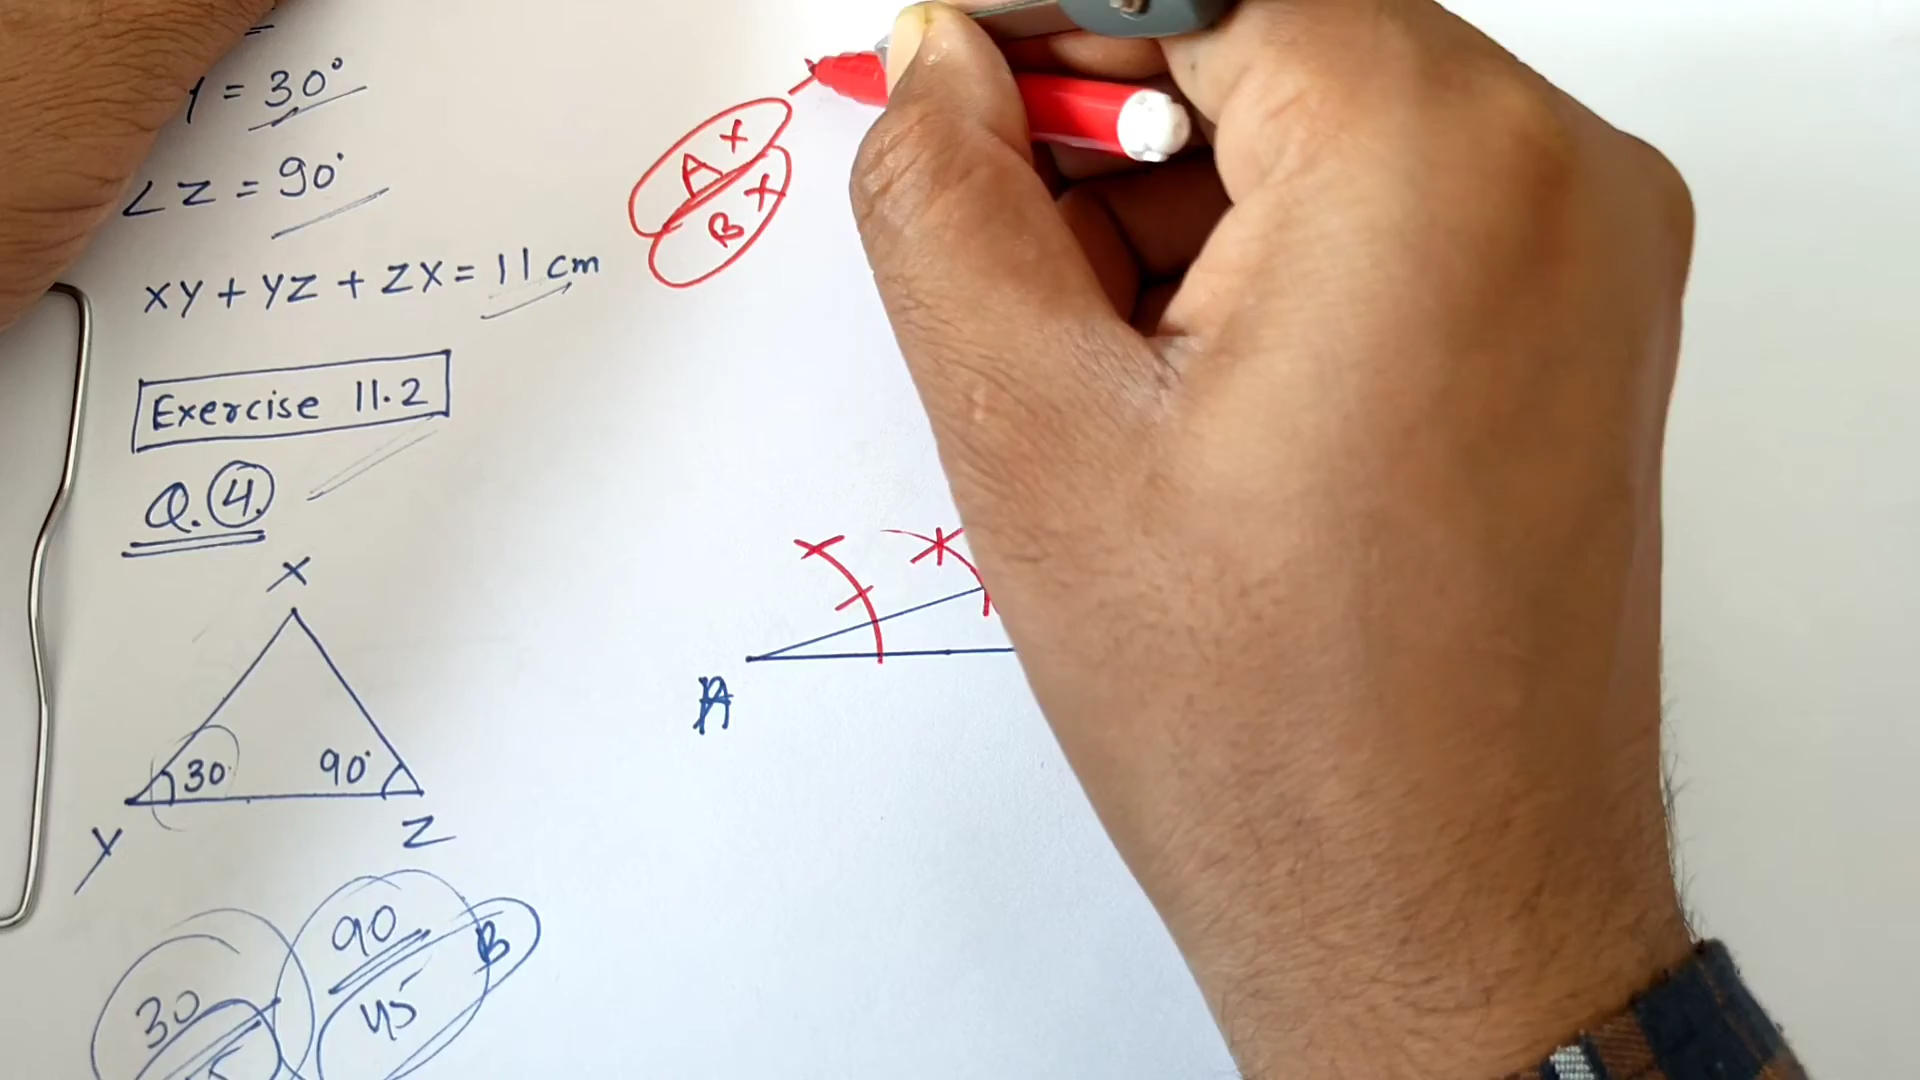 = 30°
∠Z = 90°
XY + YZ + ZX = 11 cm
Exercise 11.2
Q. 4.
X
30
90°
Y
Z
90
B
30
45
A X
B X
A